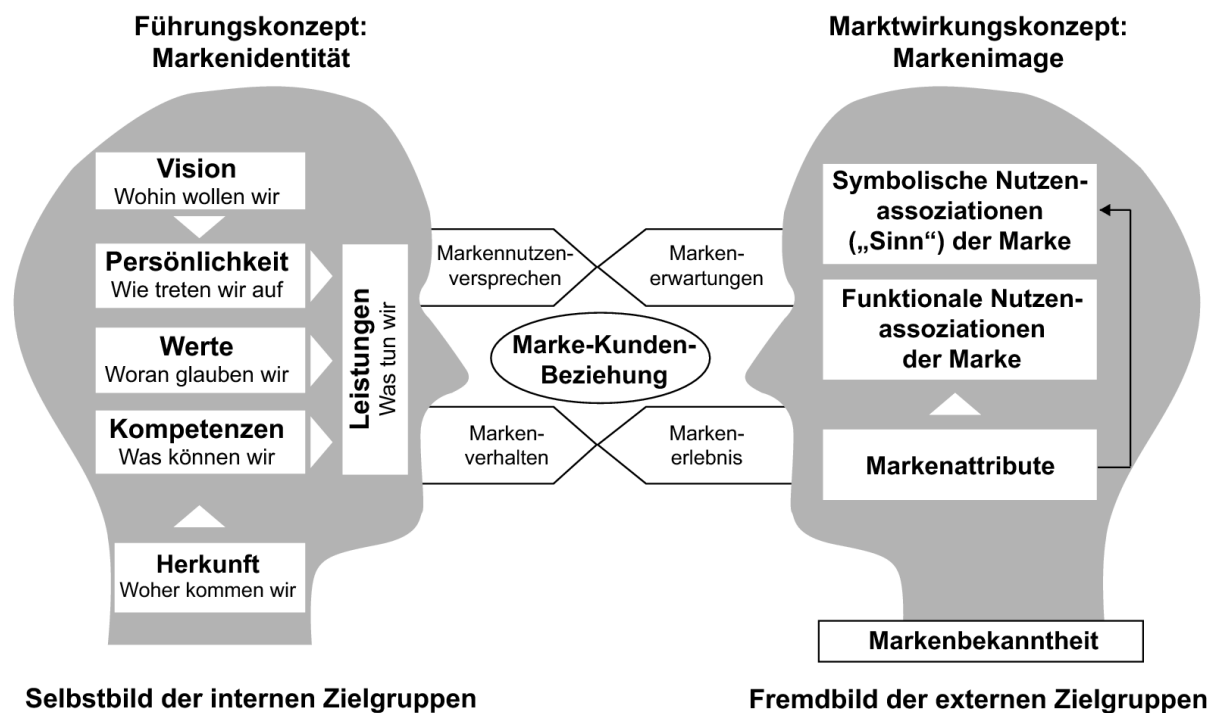 Führungskonzept:
Markenidentität
Vision
Wohin wollen wir
Persönlichkeit
Wie treten wir auf
Werte
Woran glauben wir
Kompetenzen
Was können wir
Herkunft
Woher kommen wir
Leistungen
Was tun wir
Selbstbild der internen Zielgruppen
Markennutzen-
versprechen
Marken-
erwartungen
Marke-Kunden-
Beziehung
Marken-
verhalten
Marken-
erlebnis
Marktwirkungskonzept:
Markenimage
Symbolische Nutzen-
assoziationen
(„Sinn“) der Marke
Funktionale Nutzen-
assoziationen
der Marke
Markenattribute
Markenbekanntheit
Fremdbild der externen Zielgruppen